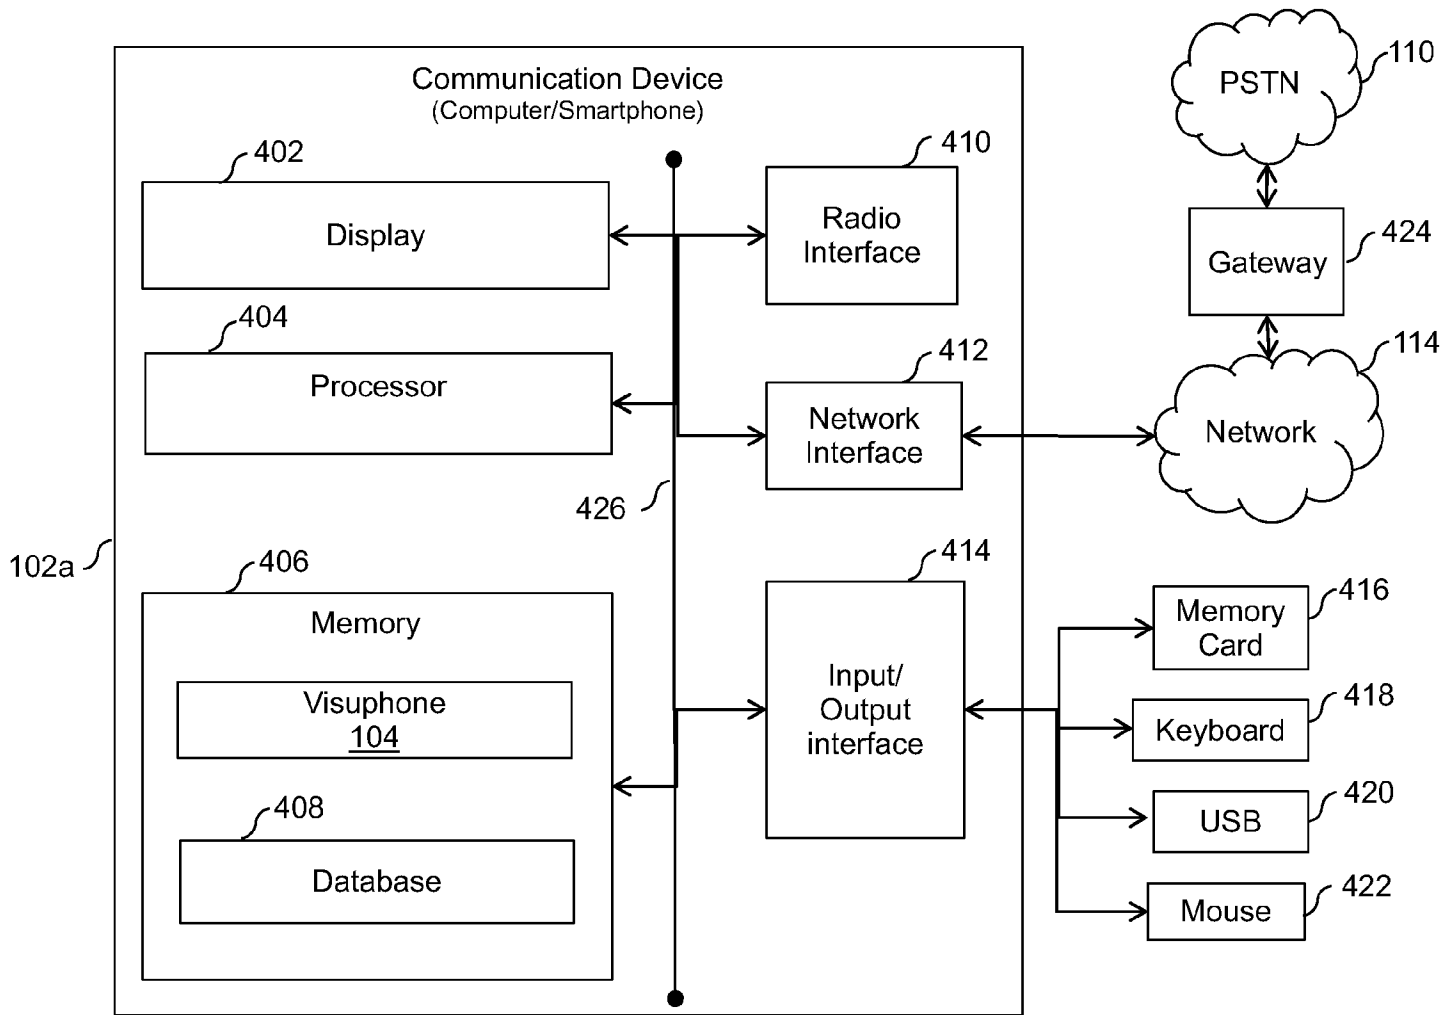 Communication Device
(Computer/Smartphone)
402
Display
404
Processor
406
Memory
Visuphone
104
408
Database
102a
426
410
Radio
Interface
412
Network
Interface
414
Input/
Output
interface
PSTN
110
Gateway
424
114
Network
Memory
Card
416
Keyboard
418
USB
420
Mouse
422